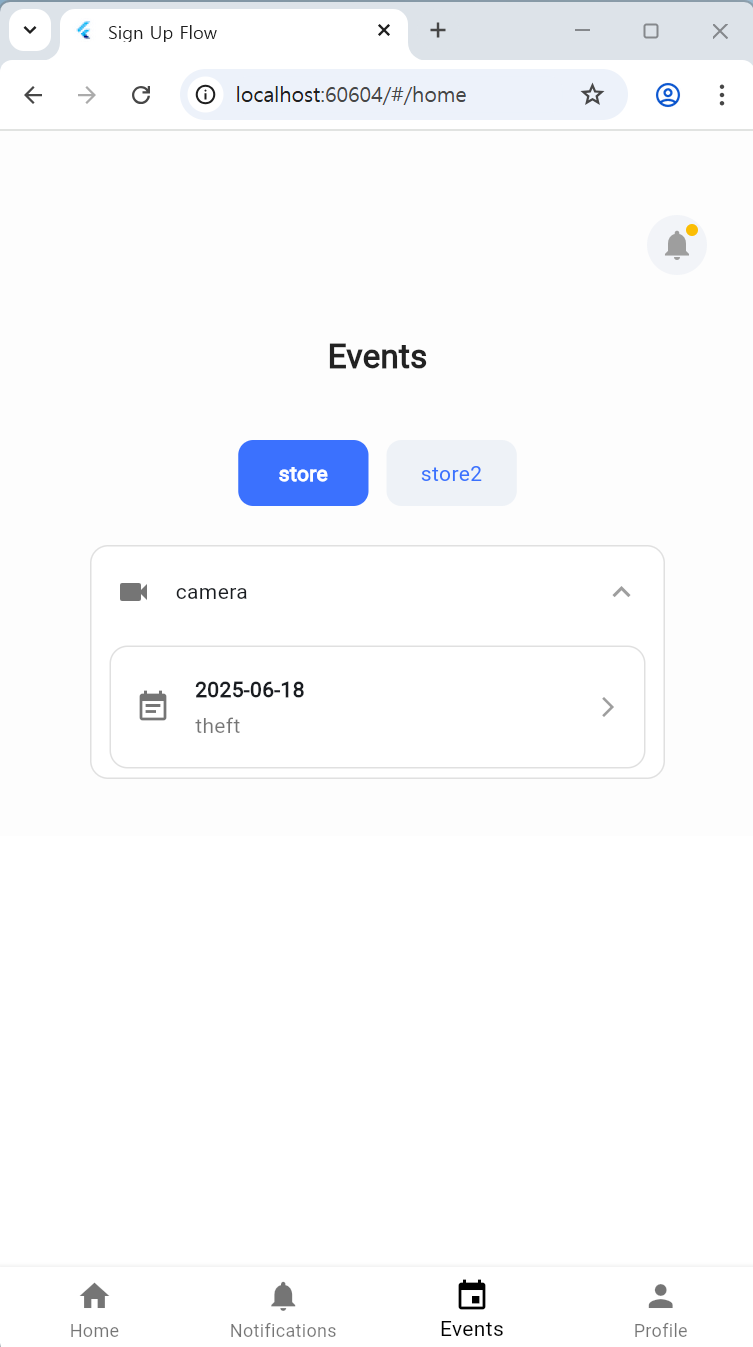 Sign Up Flow
localhost:60604/#/home
Events
store
store2
camera
2025-06-18
theft
Home
Notifications
Events
Profile